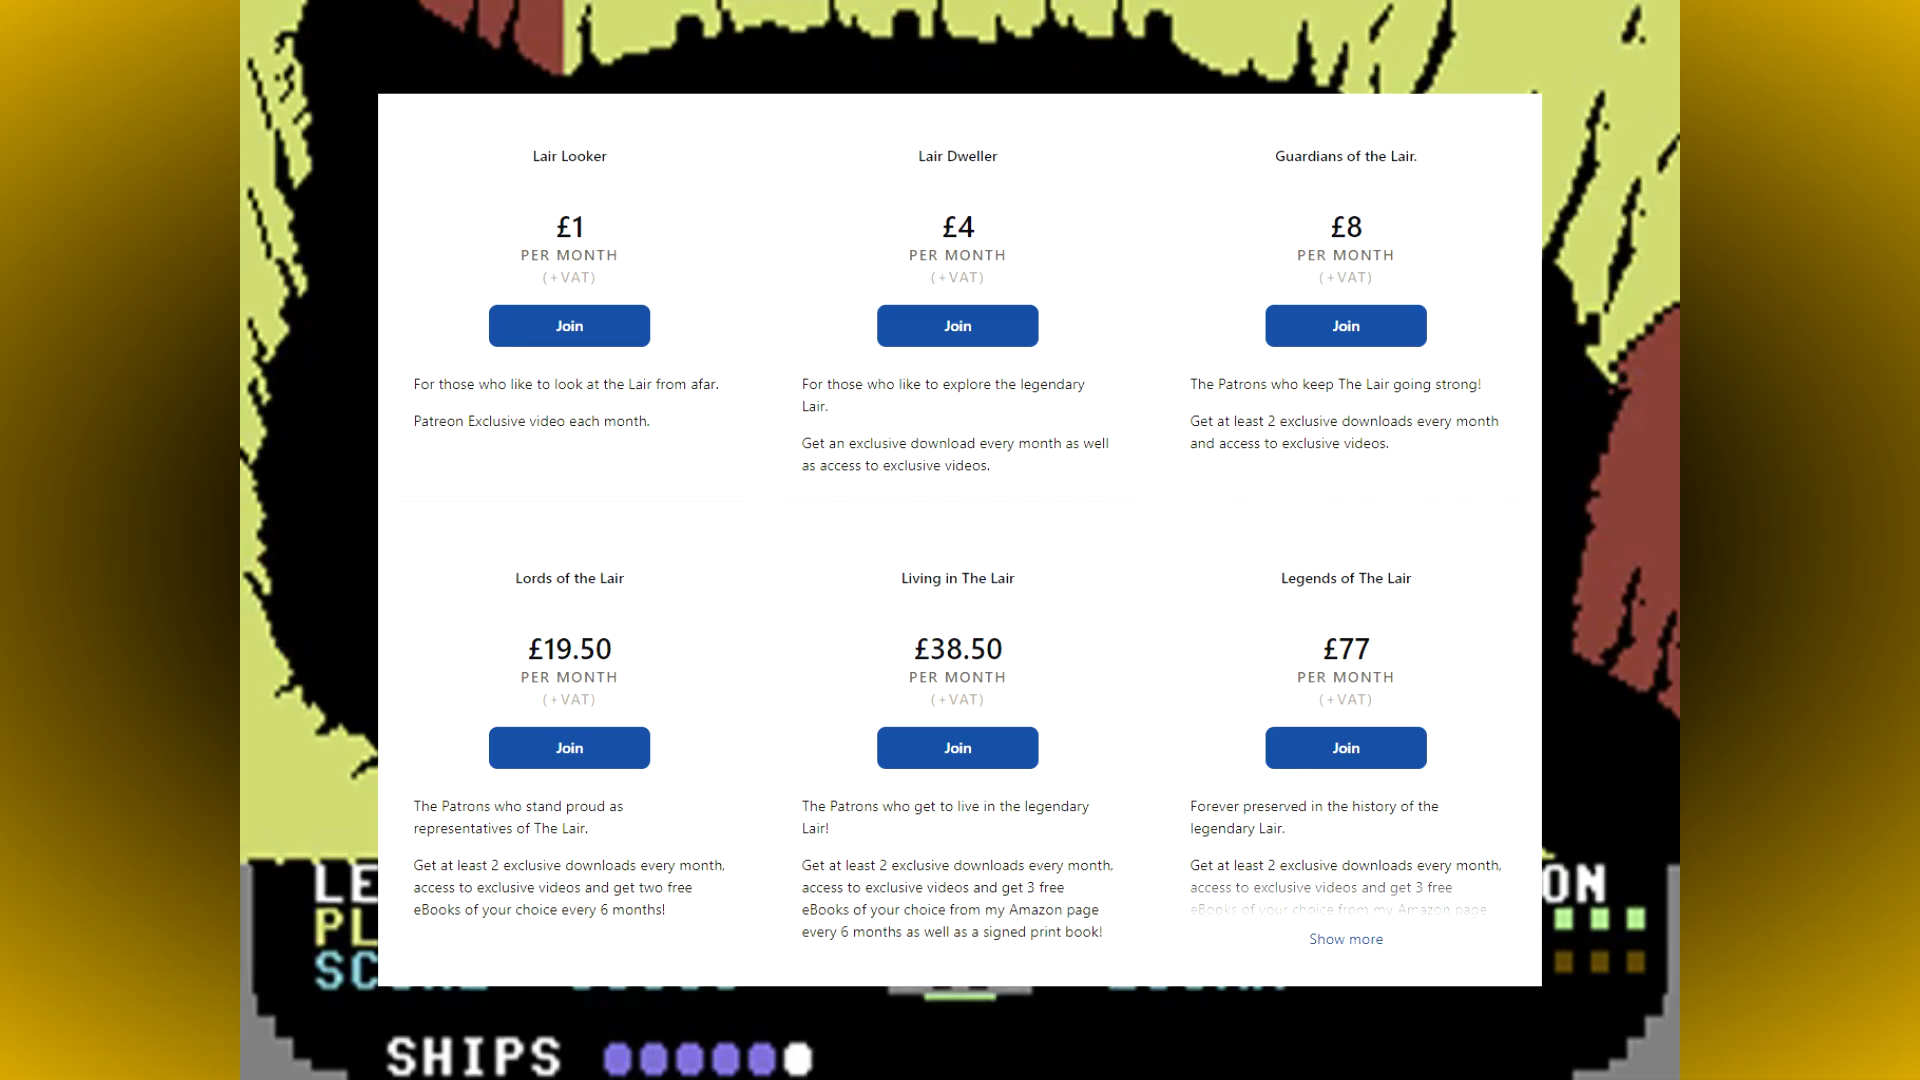 Lair Looker
£1
PER MONTH
(+VAT)
Join
For those who like to look at the Lair from afar.
Patreon Exclusive video each month.
Lair Dweller
£4
PER MONTH
(+VAT)
Join
For those who like to explore the legendary
Lair.
Get an exclusive download every month as well
as access to exclusive videos.
Guardians of the Lair.
£8
PER MONTH
(+VAT)
Join
The Patrons who keep The Lair going strong!
Get at least 2 exclusive downloads every month
and access to exclusive videos.
Lords of the Lair
£19.50
PER MONTH
(+VAT)
Join
The Patrons who stand proud as
representatives of The Lair.
Get at least 2 exclusive downloads every month,
access to exclusive videos and get two free
eBooks of your choice every 6 months!
Living in The Lair
£38.50
PER MONTH
(+VAT)
Join
The Patrons who get to live in the legendary
Lair!
Get at least 2 exclusive downloads every month,
access to exclusive videos and get 3 free
eBooks of your choice from my Amazon page
every 6 months as well as a signed print book!
Legends of The Lair
£77
PER MONTH
(+VAT)
Join
Forever preserved in the history of the
legendary Lair.
Get at least 2 exclusive downloads every month,
access to exclusive videos and get 3 free
eBooks of your choice from my Amazon page
Show more
LE
ON
PL
SHIPS